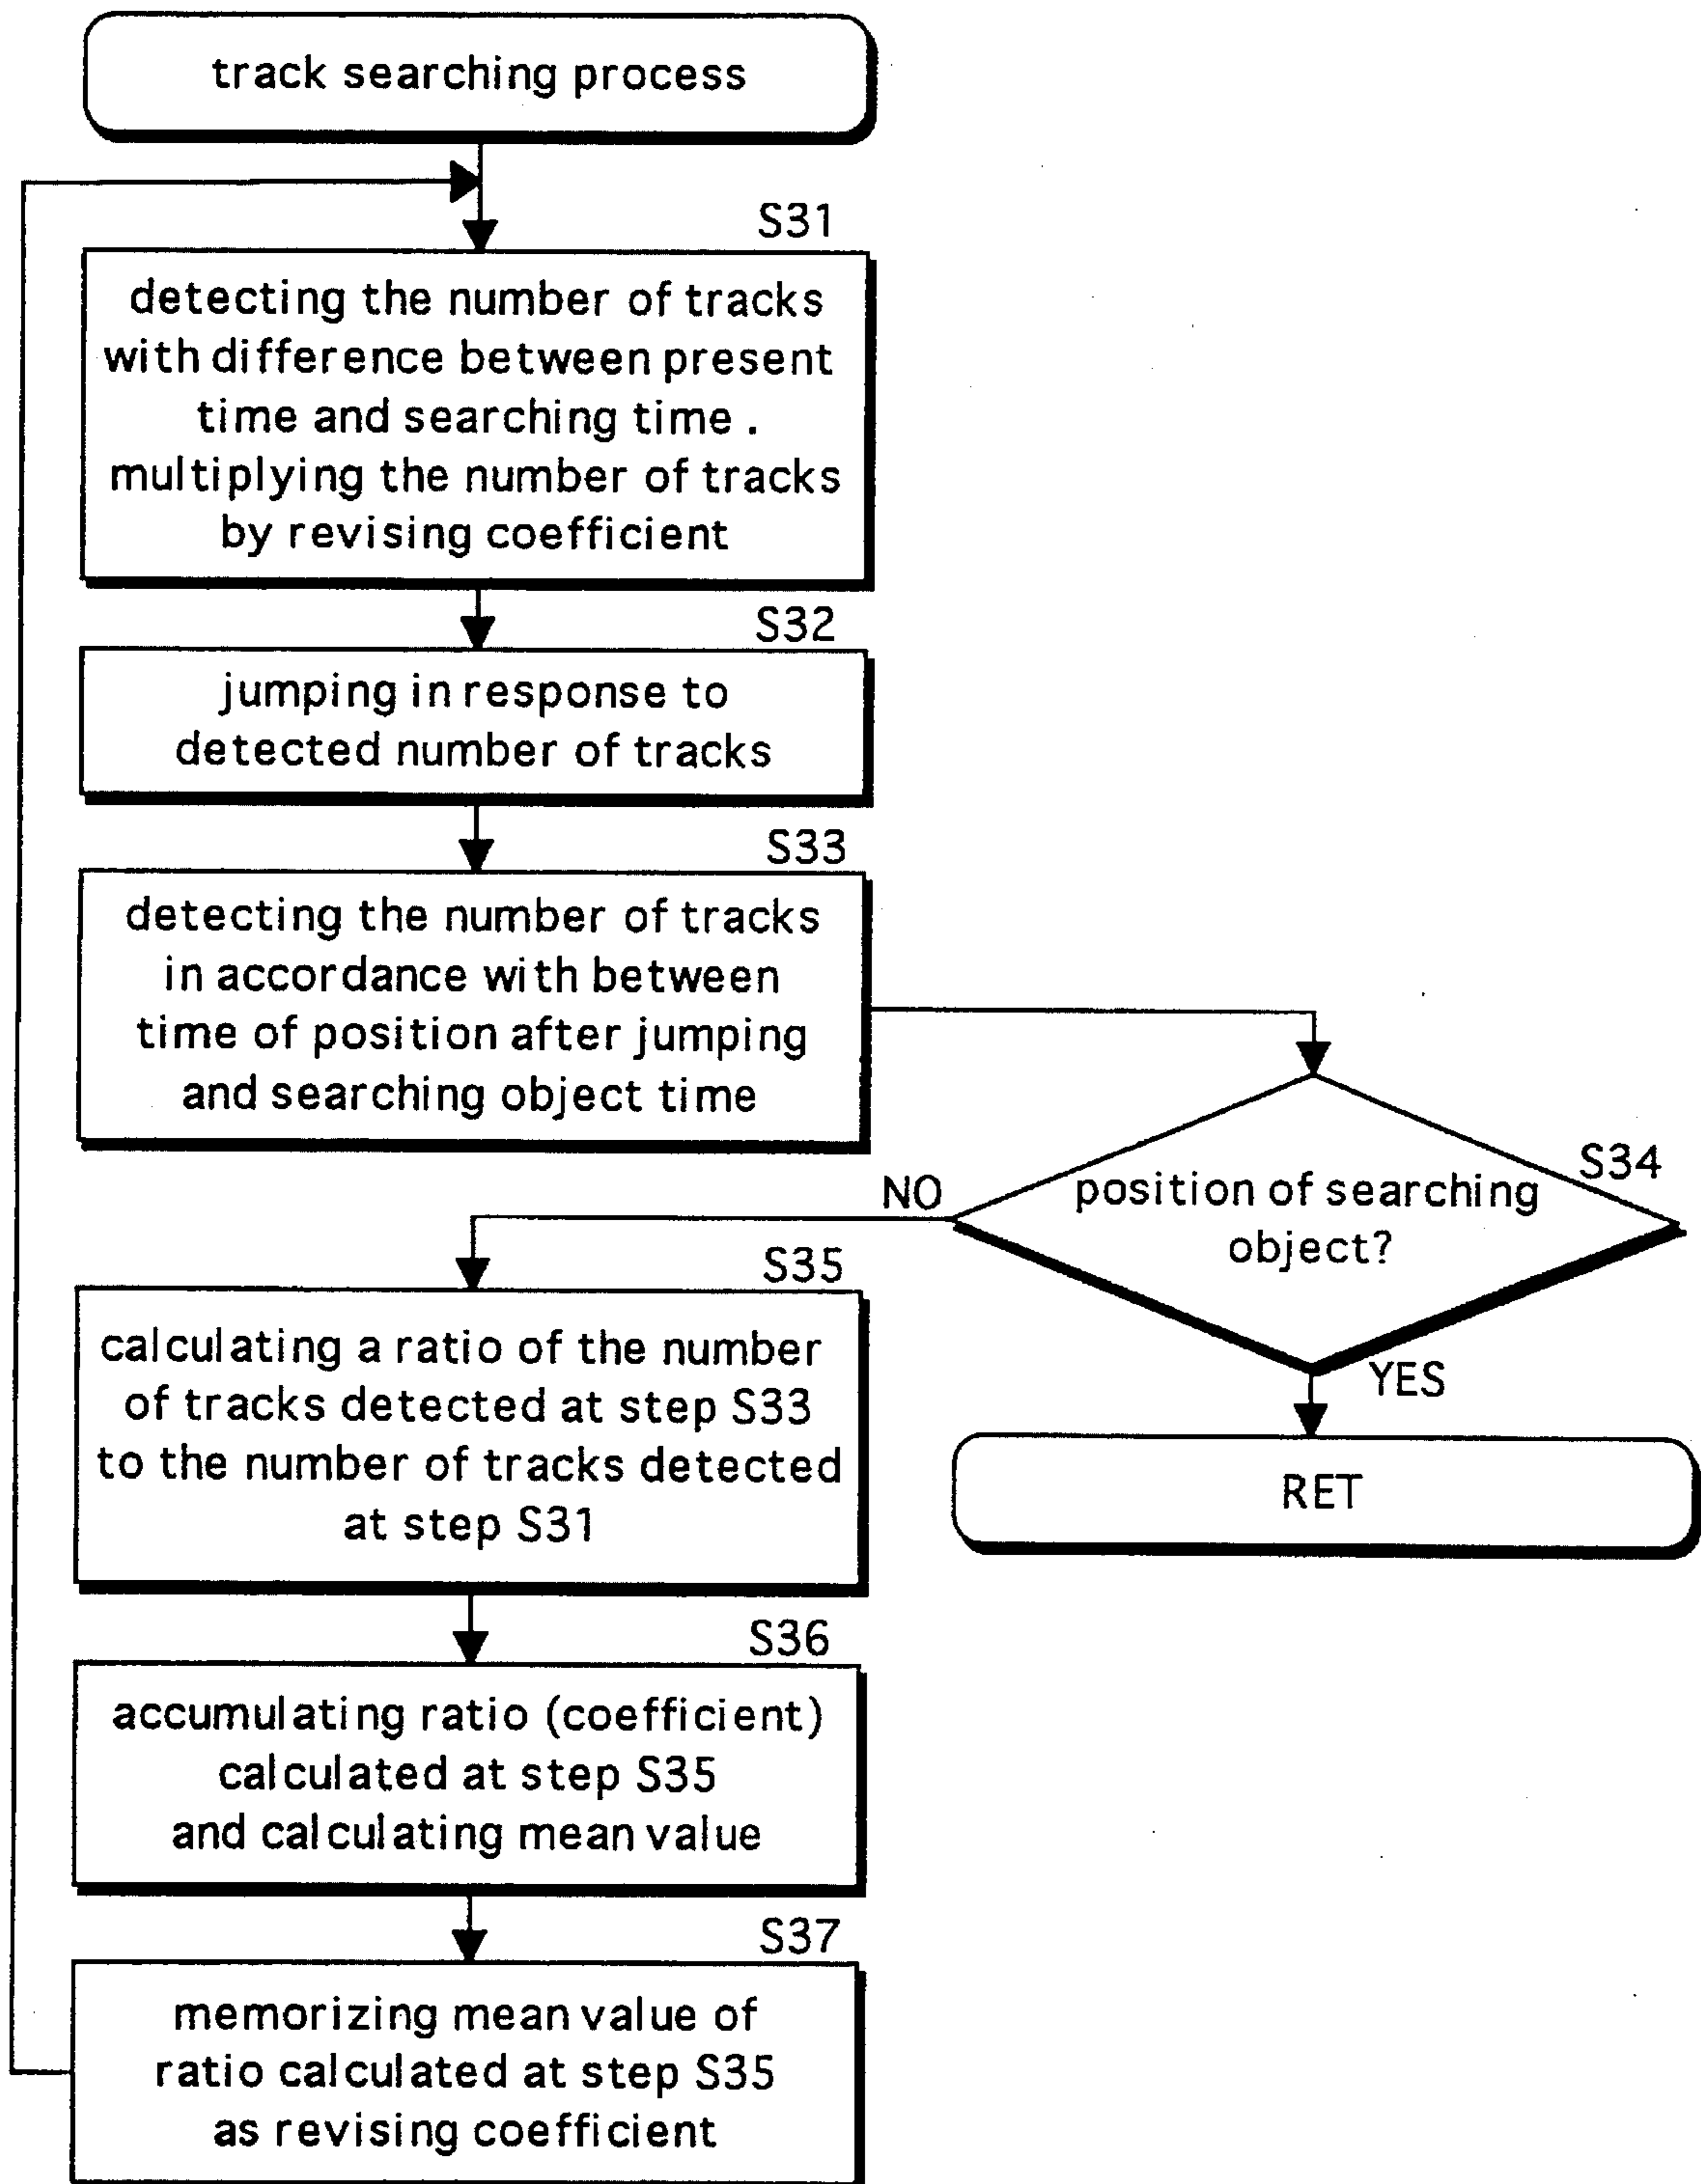 track searching process
S31
detecting the number of tracks
with difference between present
time and searching time .
multiplying the number of tracks
by revising coefficient
S32
jumping in response to
detected number of tracks
S33
detecting the number of tracks
in accordance with between
time of position after jumping
and searching object time
S34
position of searching
object?
NO
YES
RET
S35
calculating a ratio of the number
of tracks detected at step S33
to the number of tracks detected
at step S31
S36
accumulating ratio (coefficient)
calculated at step S35
and calculating mean value
S37
memorizing mean value of
ratio calculated at step S35
as revising coefficient